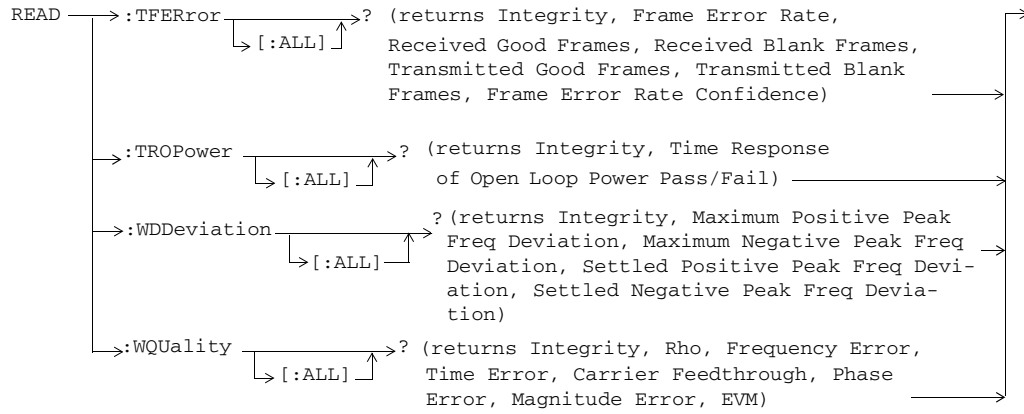 READ :TFERror ? (returns Integrity, Frame Error Rate,
[:ALL] Received Good Frames, Received Blank Frames,
Transmitted Good Frames, Transmitted Blank
Frames, Frame Error Rate Confidence)
:TROPower ? (returns Integrity, Time Response
[:ALL] of Open Loop Power Pass/Fail)
:WDDeviation ? (returns Integrity, Maximum Positive Peak
Freq Deviation, Maximum Negative Peak Freq
[:ALL] Deviation, Settled Positive Peak Freq Devi-
ation, Settled Negative Peak Freq Devia-
tion)
:WQUality ? (returns Integrity, Rho, Frequency Error,
[:ALL] Time Error, Carrier Feedthrough, Phase
Error, Magnitude Error, EVM)